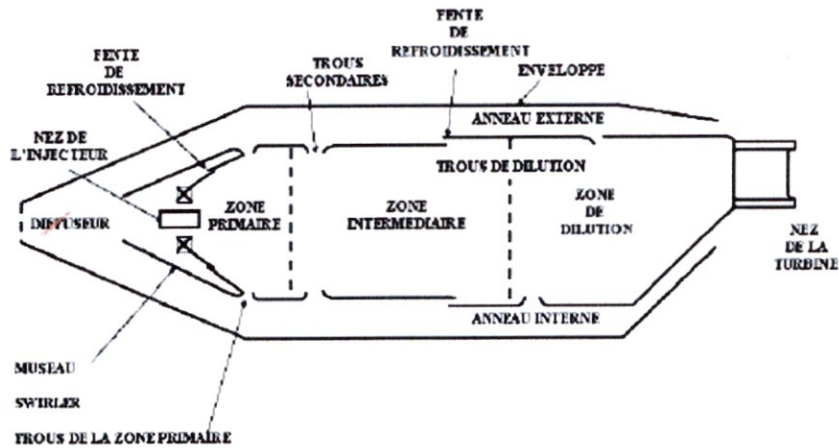 FENTE
DE
REFROIDISSEMENT
FENTE
DE
REFROIDISSEMENT
TROUS
SECONDAIRES
ENVELOPPE
ANNEAU EXTERNE
NEZ DE
L'INJECTEUR
TROUS DE DILUTION
DIFFUSEUR
ZONE
PRIMAIRE
ZONE
INTERMEDIAIRE
ZONE
DE
DILUTION
NEZ
DE LA
TURBINE
ANNEAU INTERNE
MUSEAU
SWIRLER
TROUS DE LA ZONE PRIMAIRE